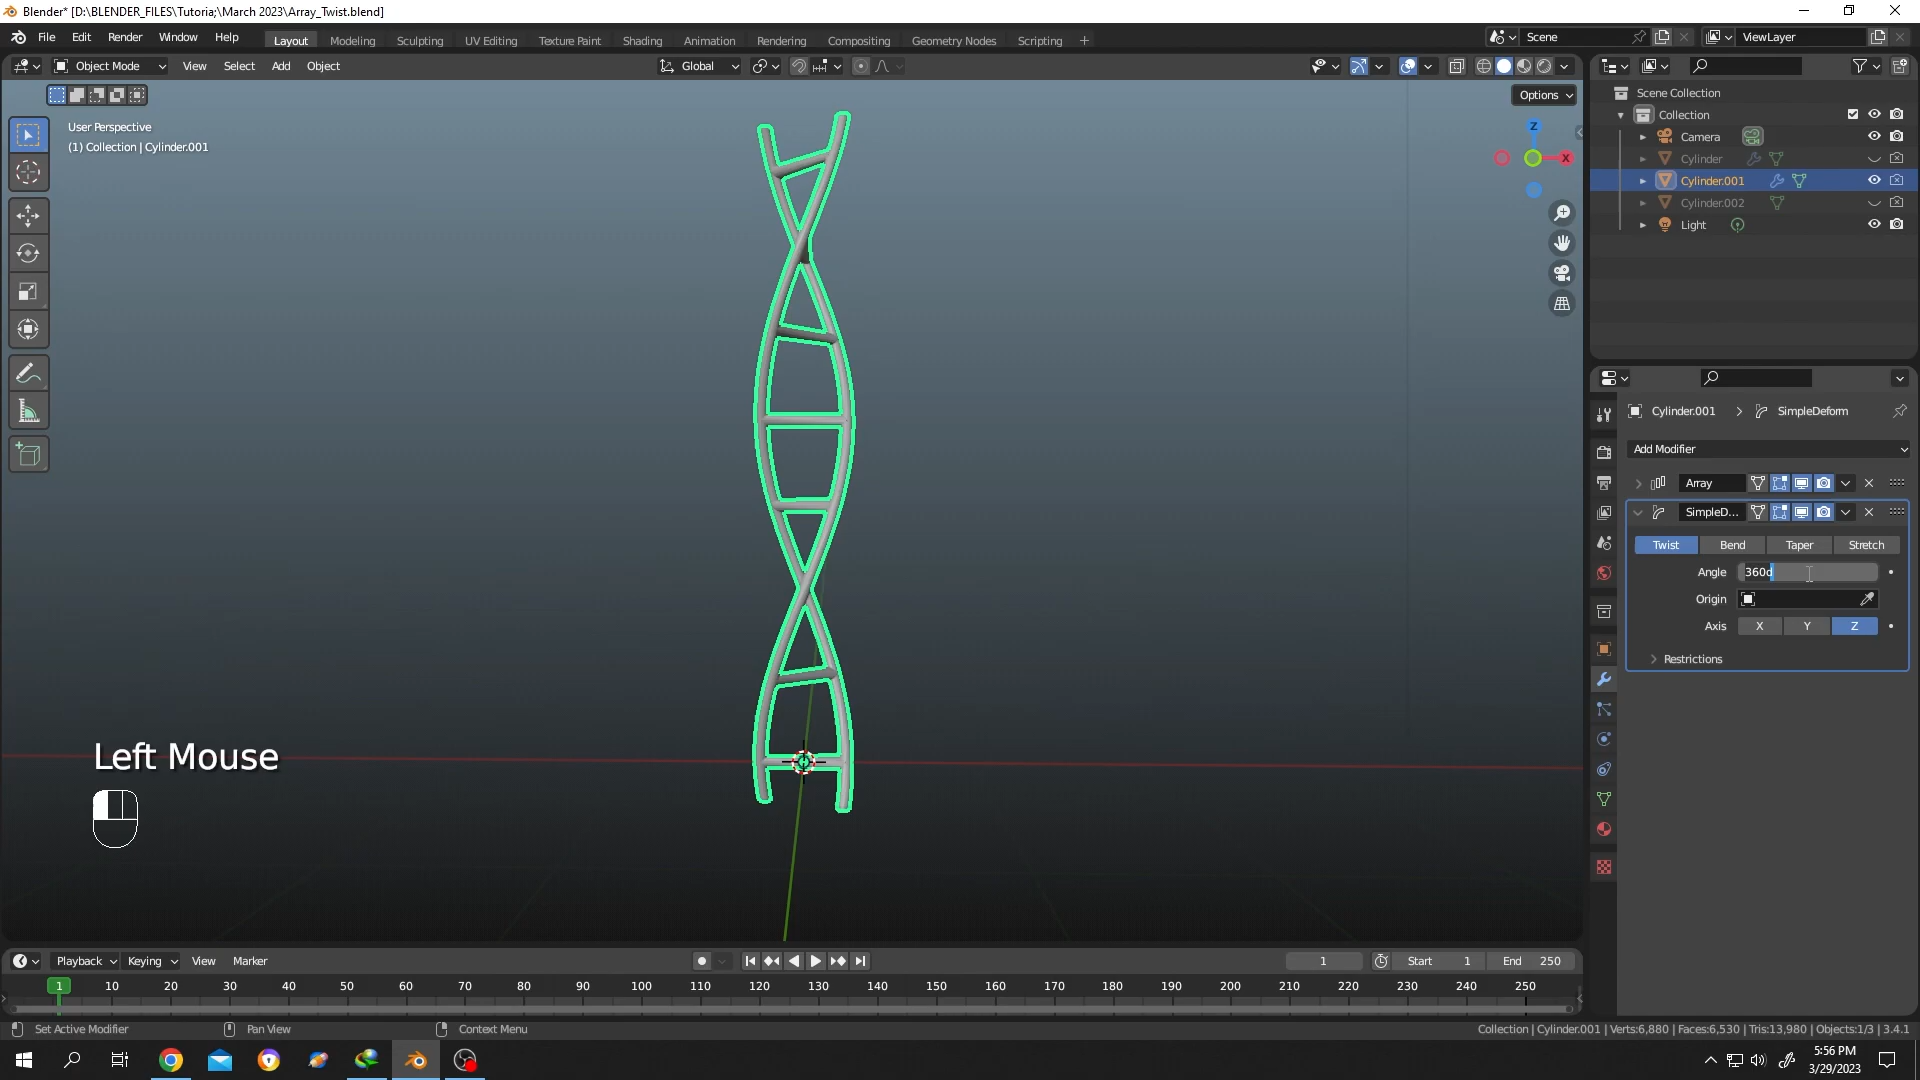 Blender* [D:\BLENDER_FILES\Tutoria;\March 2023\Array_Twist.blend]
File Edit Render Window Help Layout Modeling Sculpting UV Editing Texture Paint Shading Animation Rendering Compositing Geometry Nodes Scripting + Scene ViewLayer
Object Mode View Select Add Object Global
Options
User Perspective
(1) Collection | Cylinder.001
Z
X
Scene Collection
Collection
Camera
Cylinder
Cylinder.001
Cylinder.002
Light
Cylinder.001 > SimpleDeform
Add Modifier
Array
SimpleD...
Twist Bend Taper Stretch
Angle 360d
Origin
Axis X Y Z
Restrictions
Left Mouse
Playback Keying View Marker 1 Start 1 End 250
1 10 20 30 40 50 60 70 80 90 100 110 120 130 140 150 160 170 180 190 200 210 220 230 240 250
Set Active Modifier Pan View Context Menu Collection | Cylinder.001 | Verts:6,880 | Faces:6,530 | Tris:13,980 | Objects:1/3 | 3.4.1
5:56 PM
3/29/2023